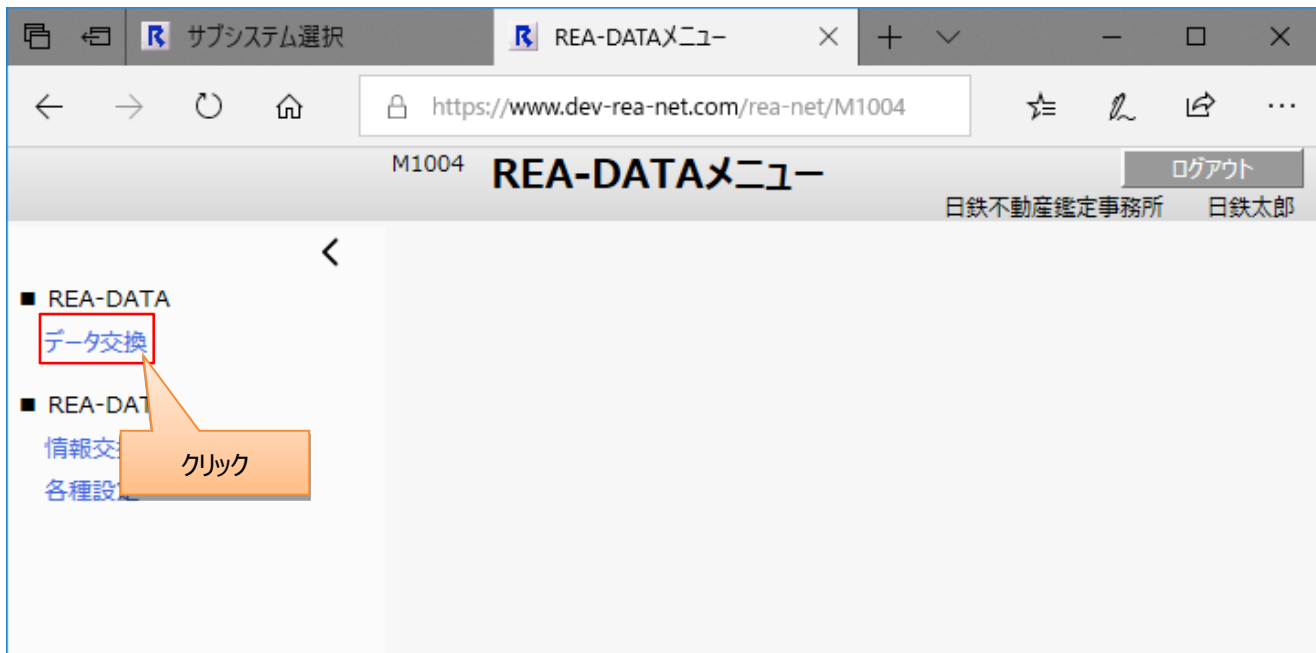 サブシステム選択
REA-DATAメニュー
https://www.dev-rea-net.com/rea-net/M1004
M1004 REA-DATAメニュー
ログアウト
日鉄不動産鑑定事務所 日鉄太郎
■ REA-DATA
データ交換
■ REA-DAT
情報交
クリック
各種設定